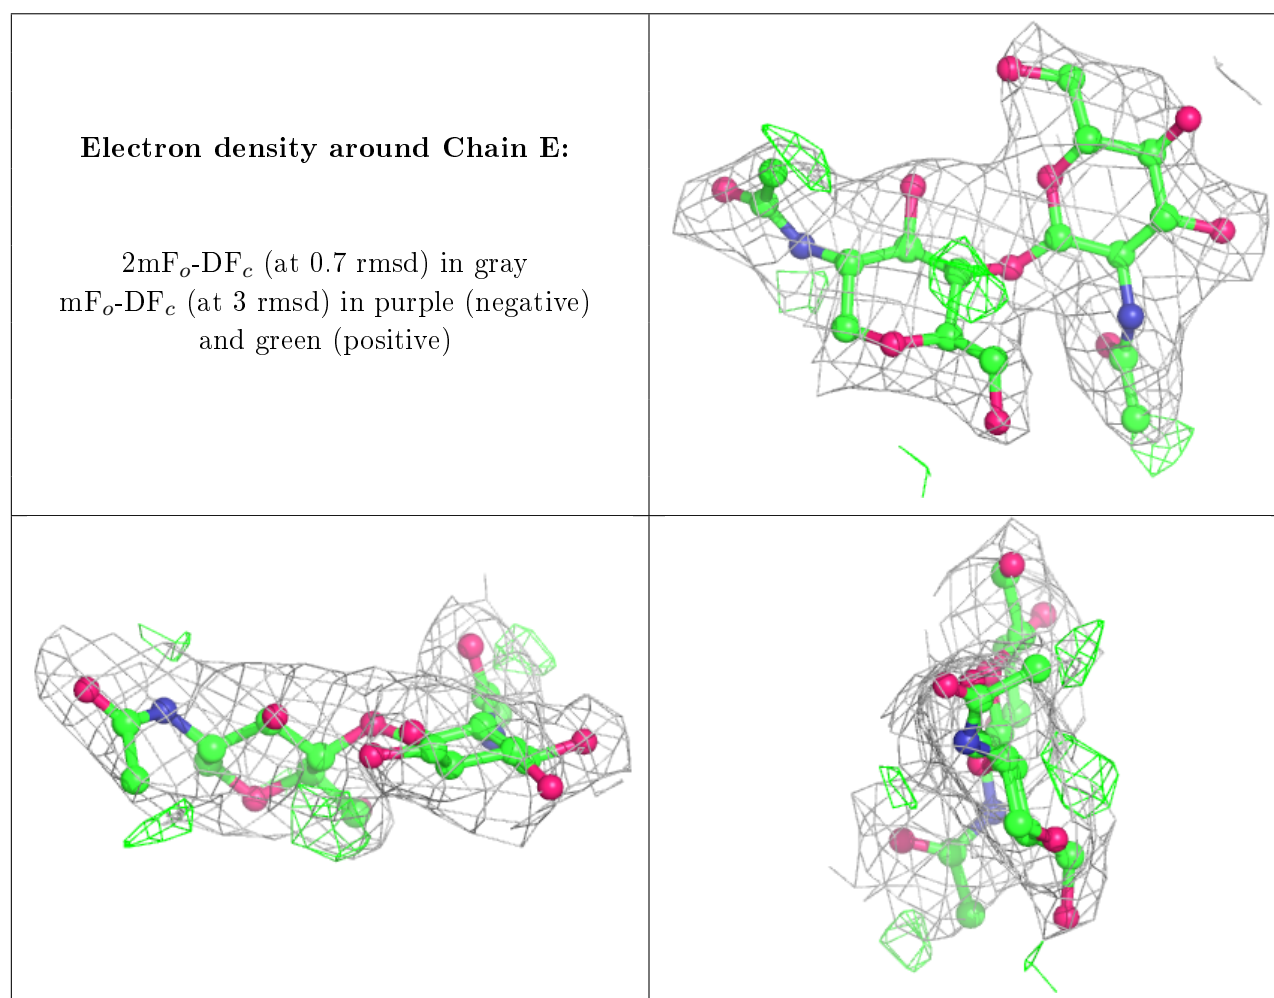 Electron density around Chain E:
2mFₒ-DF𝒸 (at 0.7 rmsd) in gray
mFₒ-DF𝒸 (at 3 rmsd) in purple (negative)
and green (positive)